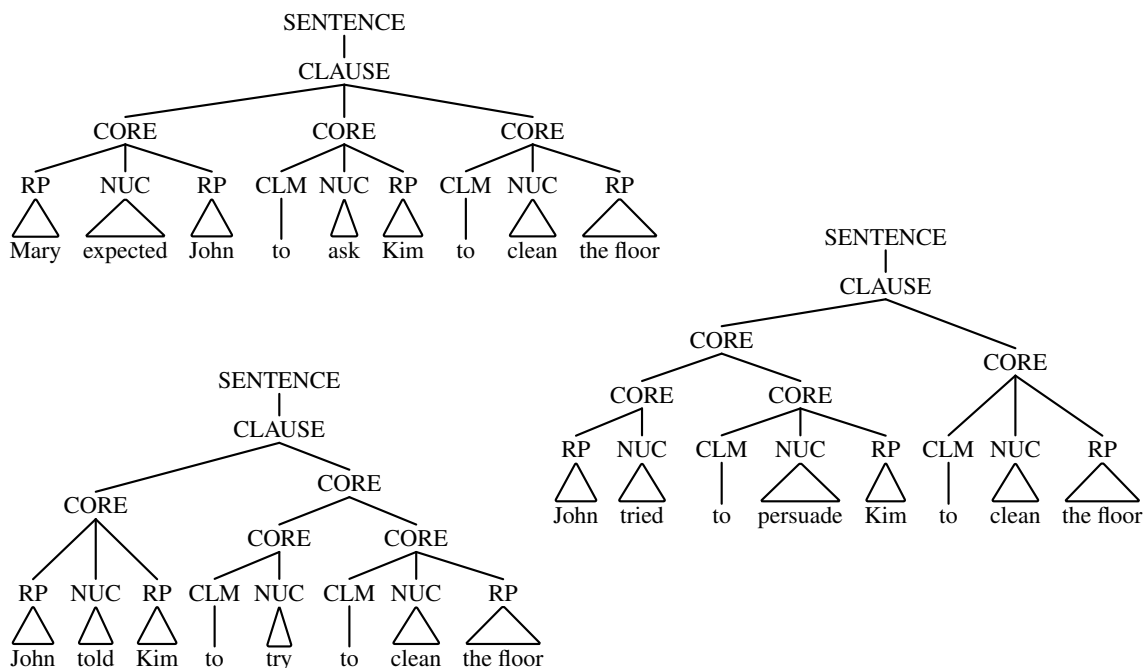 SENTENCE
CLAUSE
CORE CORE CORE
RP NUC RP CLM NUC RP CLM NUC RP
Mary expected John to ask Kim to clean the floor
SENTENCE
CLAUSE
CORE
CORE
CORE CORE
RP NUC RP CLM NUC CLM NUC RP
John told Kim to try to clean the floor
SENTENCE
CLAUSE
CORE
CORE
CORE CORE
RP NUC CLM NUC RP CLM NUC RP
John tried to persuade Kim to clean the floor